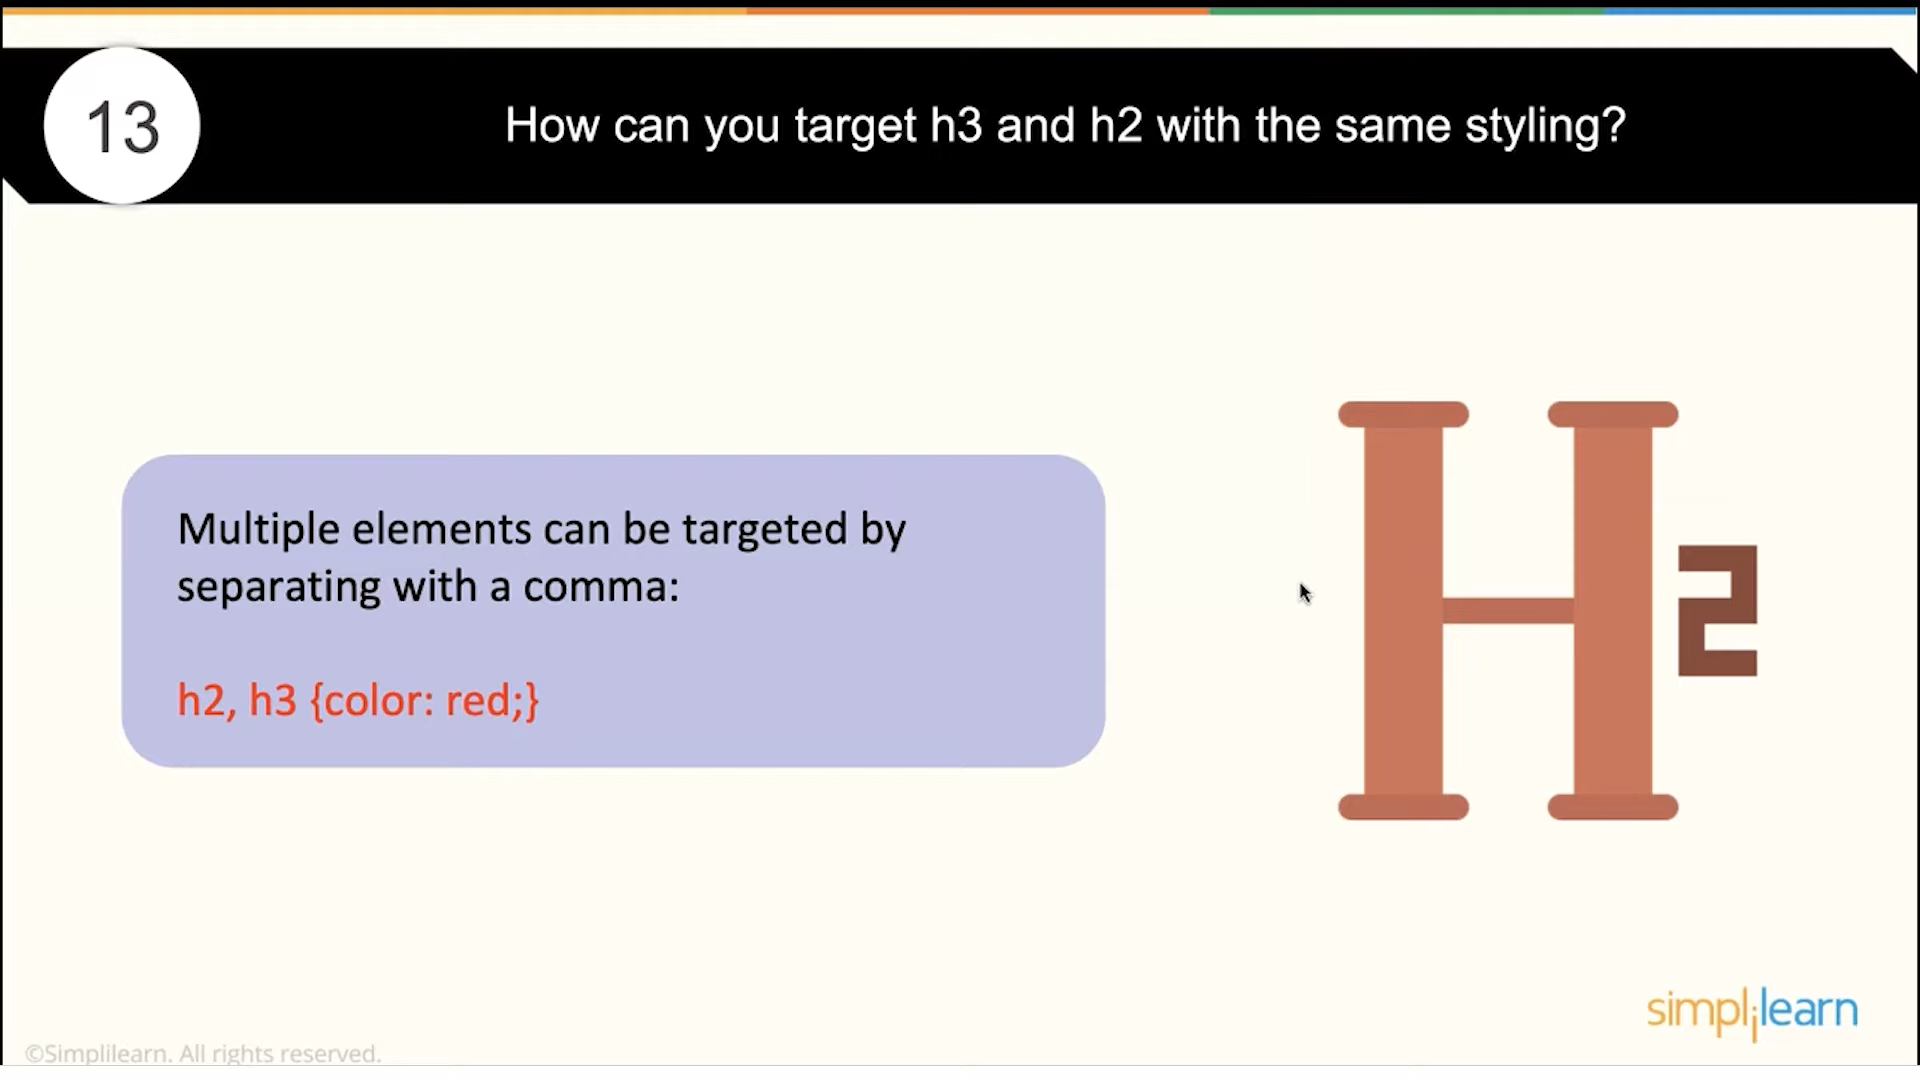 13
How can you target h3 and h2 with the same styling?
Multiple elements can be targeted by
separating with a comma:
h2, h3 {color: red;}
H2
simplilearn
©Simplilearn. All rights reserved.